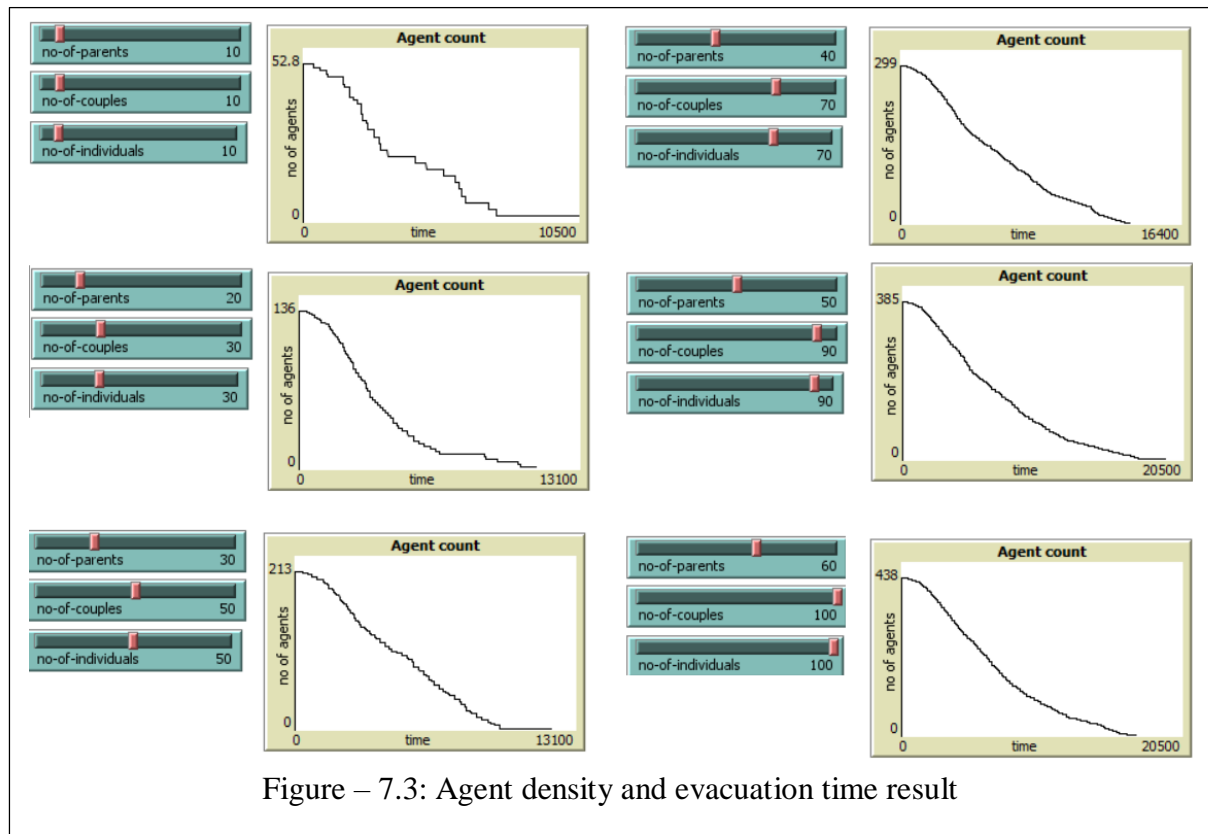 no-of-parents 10
no-of-couples 10
no-of-individuals 10
Agent count
52.8
no of agents
0
0 time 10500
no-of-parents 40
no-of-couples 70
no-of-individuals 70
Agent count
299
no of agents
0
0 time 16400
no-of-parents 20
no-of-couples 30
no-of-individuals 30
Agent count
136
no of agents
0
0 time 13100
no-of-parents 50
no-of-couples 90
no-of-individuals 90
Agent count
385
no of agents
0
0 time 20500
no-of-parents 30
no-of-couples 50
no-of-individuals 50
Agent count
213
no of agents
0
0 time 13100
no-of-parents 60
no-of-couples 100
no-of-individuals 100
Agent count
438
no of agents
0
0 time 20500
Figure – 7.3: Agent density and evacuation time result